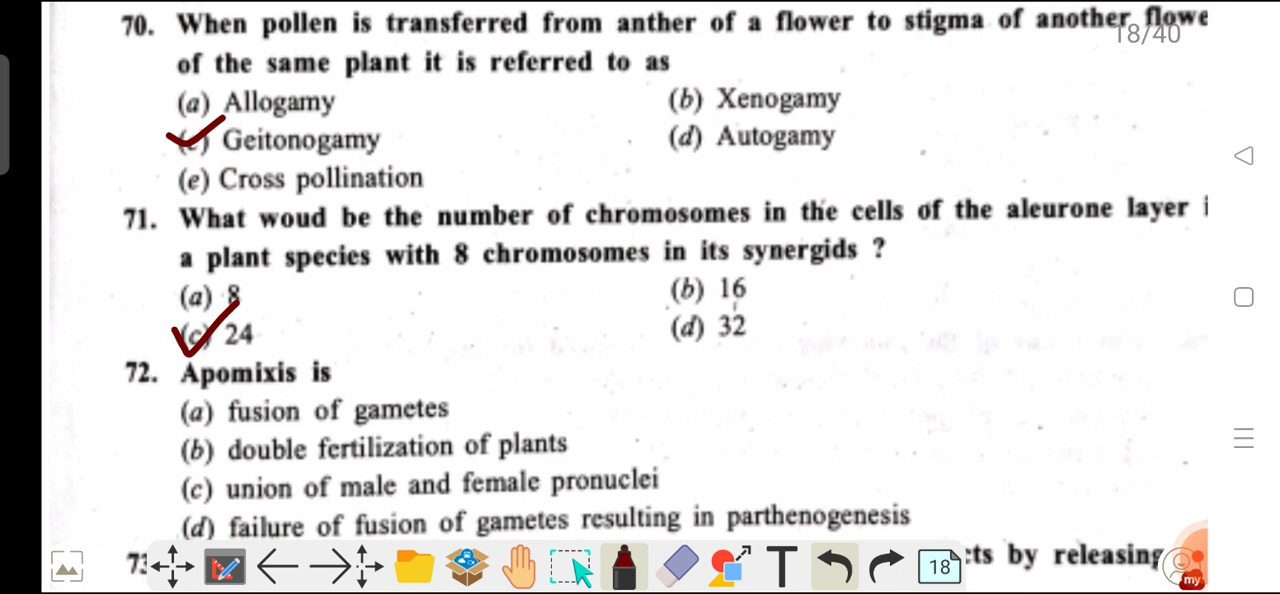 18/40
70. When pollen is transferred from anther of a flower to stigma of another flowe
of the same plant it is referred to as
(a) Allogamy (b) Xenogamy
(c) Geitonogamy (d) Autogamy
(e) Cross pollination
71. What woud be the number of chromosomes in the cells of the aleurone layer i
a plant species with 8 chromosomes in its synergids ?
(a) 8 (b) 16
(c) 24 (d) 32
72. Apomixis is
(a) fusion of gametes
(b) double fertilization of plants
(c) union of male and female pronuclei
(d) failure of fusion of gametes resulting in parthenogenesis
73 cts by releasing
T 18 my